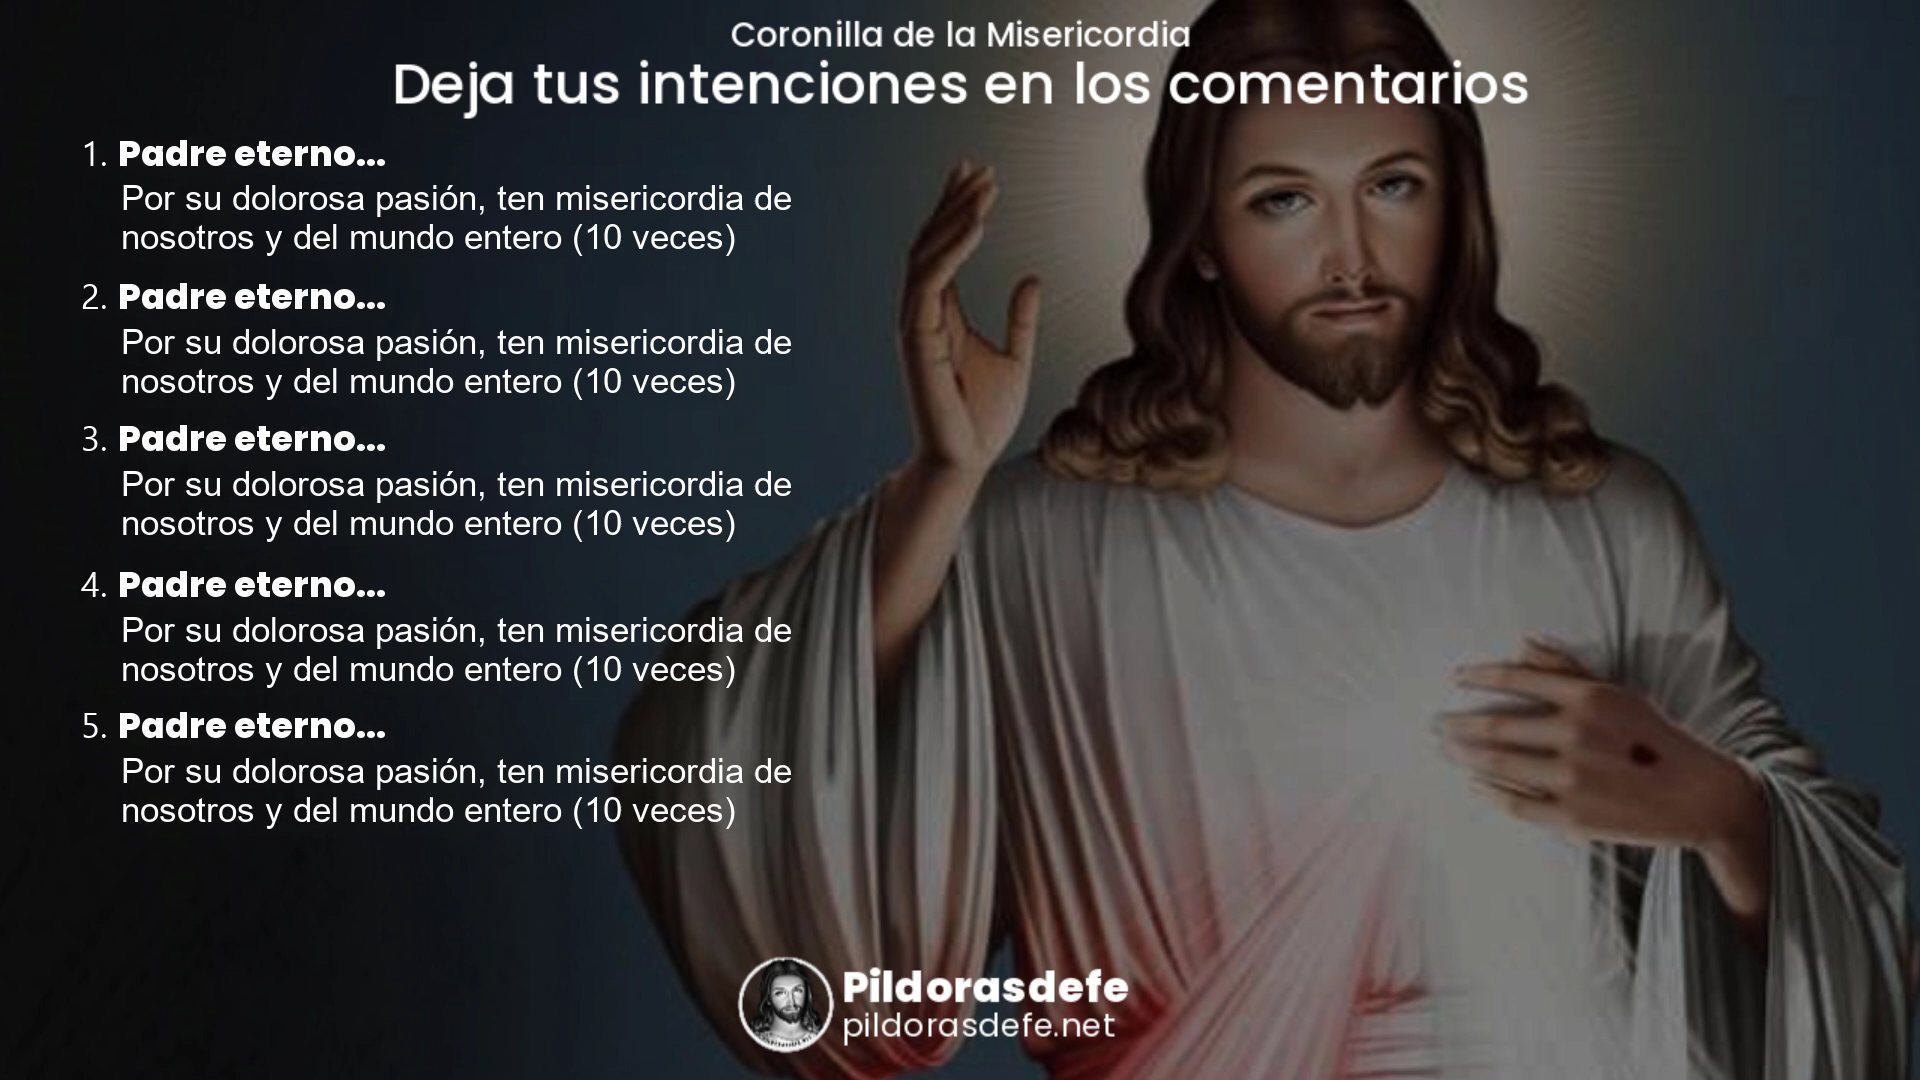 Coronilla de la Misericordia
Deja tus intenciones en los comentarios
1. Padre eterno...
Por su dolorosa pasión, ten misericordia de
nosotros y del mundo entero (10 veces)
2. Padre eterno...
Por su dolorosa pasión, ten misericordia de
nosotros y del mundo entero (10 veces)
3. Padre eterno...
Por su dolorosa pasión, ten misericordia de
nosotros y del mundo entero (10 veces)
4. Padre eterno...
Por su dolorosa pasión, ten misericordia de
nosotros y del mundo entero (10 veces)
5. Padre eterno...
Por su dolorosa pasión, ten misericordia de
nosotros y del mundo entero (10 veces)
Pildorasdefe
pildorasdefe.net